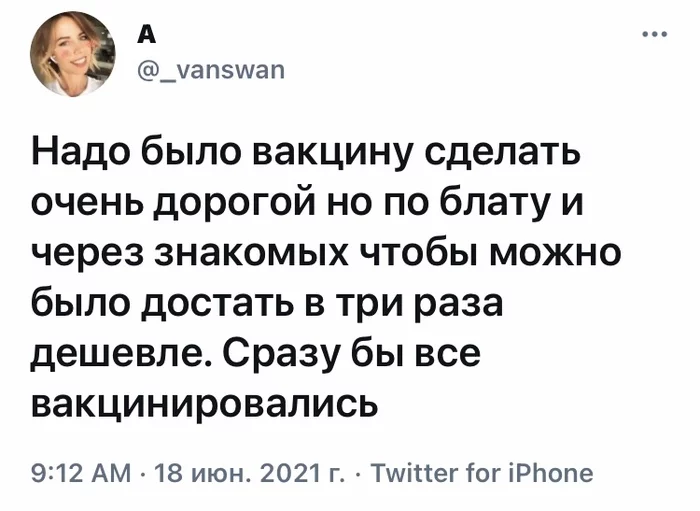 A
@_vanswan
Надо было вакцину сделать
очень дорогой но по блату и
через знакомых чтобы можно
было достать в три раза
дешевле. Сразу бы все
вакцинировались
9:12 AM · 18 июн. 2021 г. · Twitter for iPhone